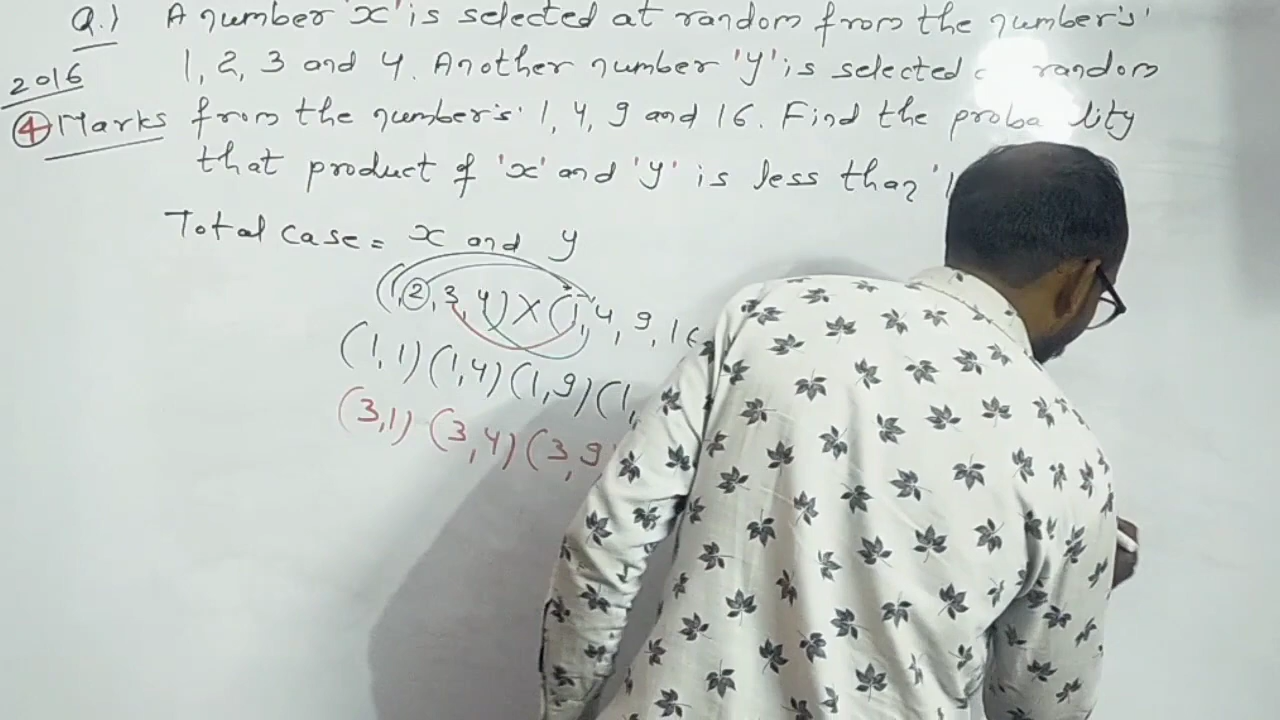 Q.) A number 'x' is selected at random from the number's'
2016 1, 2, 3 and 4. Another number 'y' is selected random
④ Marks from the number's' 1, 4, 9 and 16. Find the proba lity
that product of 'x' and 'y' is less than '1
Total case = x and y
(1, 2, 3, 4) X (1, 4, 9, 16
(1,1) (1,4) (1,9) (1,
(3,1) (3,4) (3,9